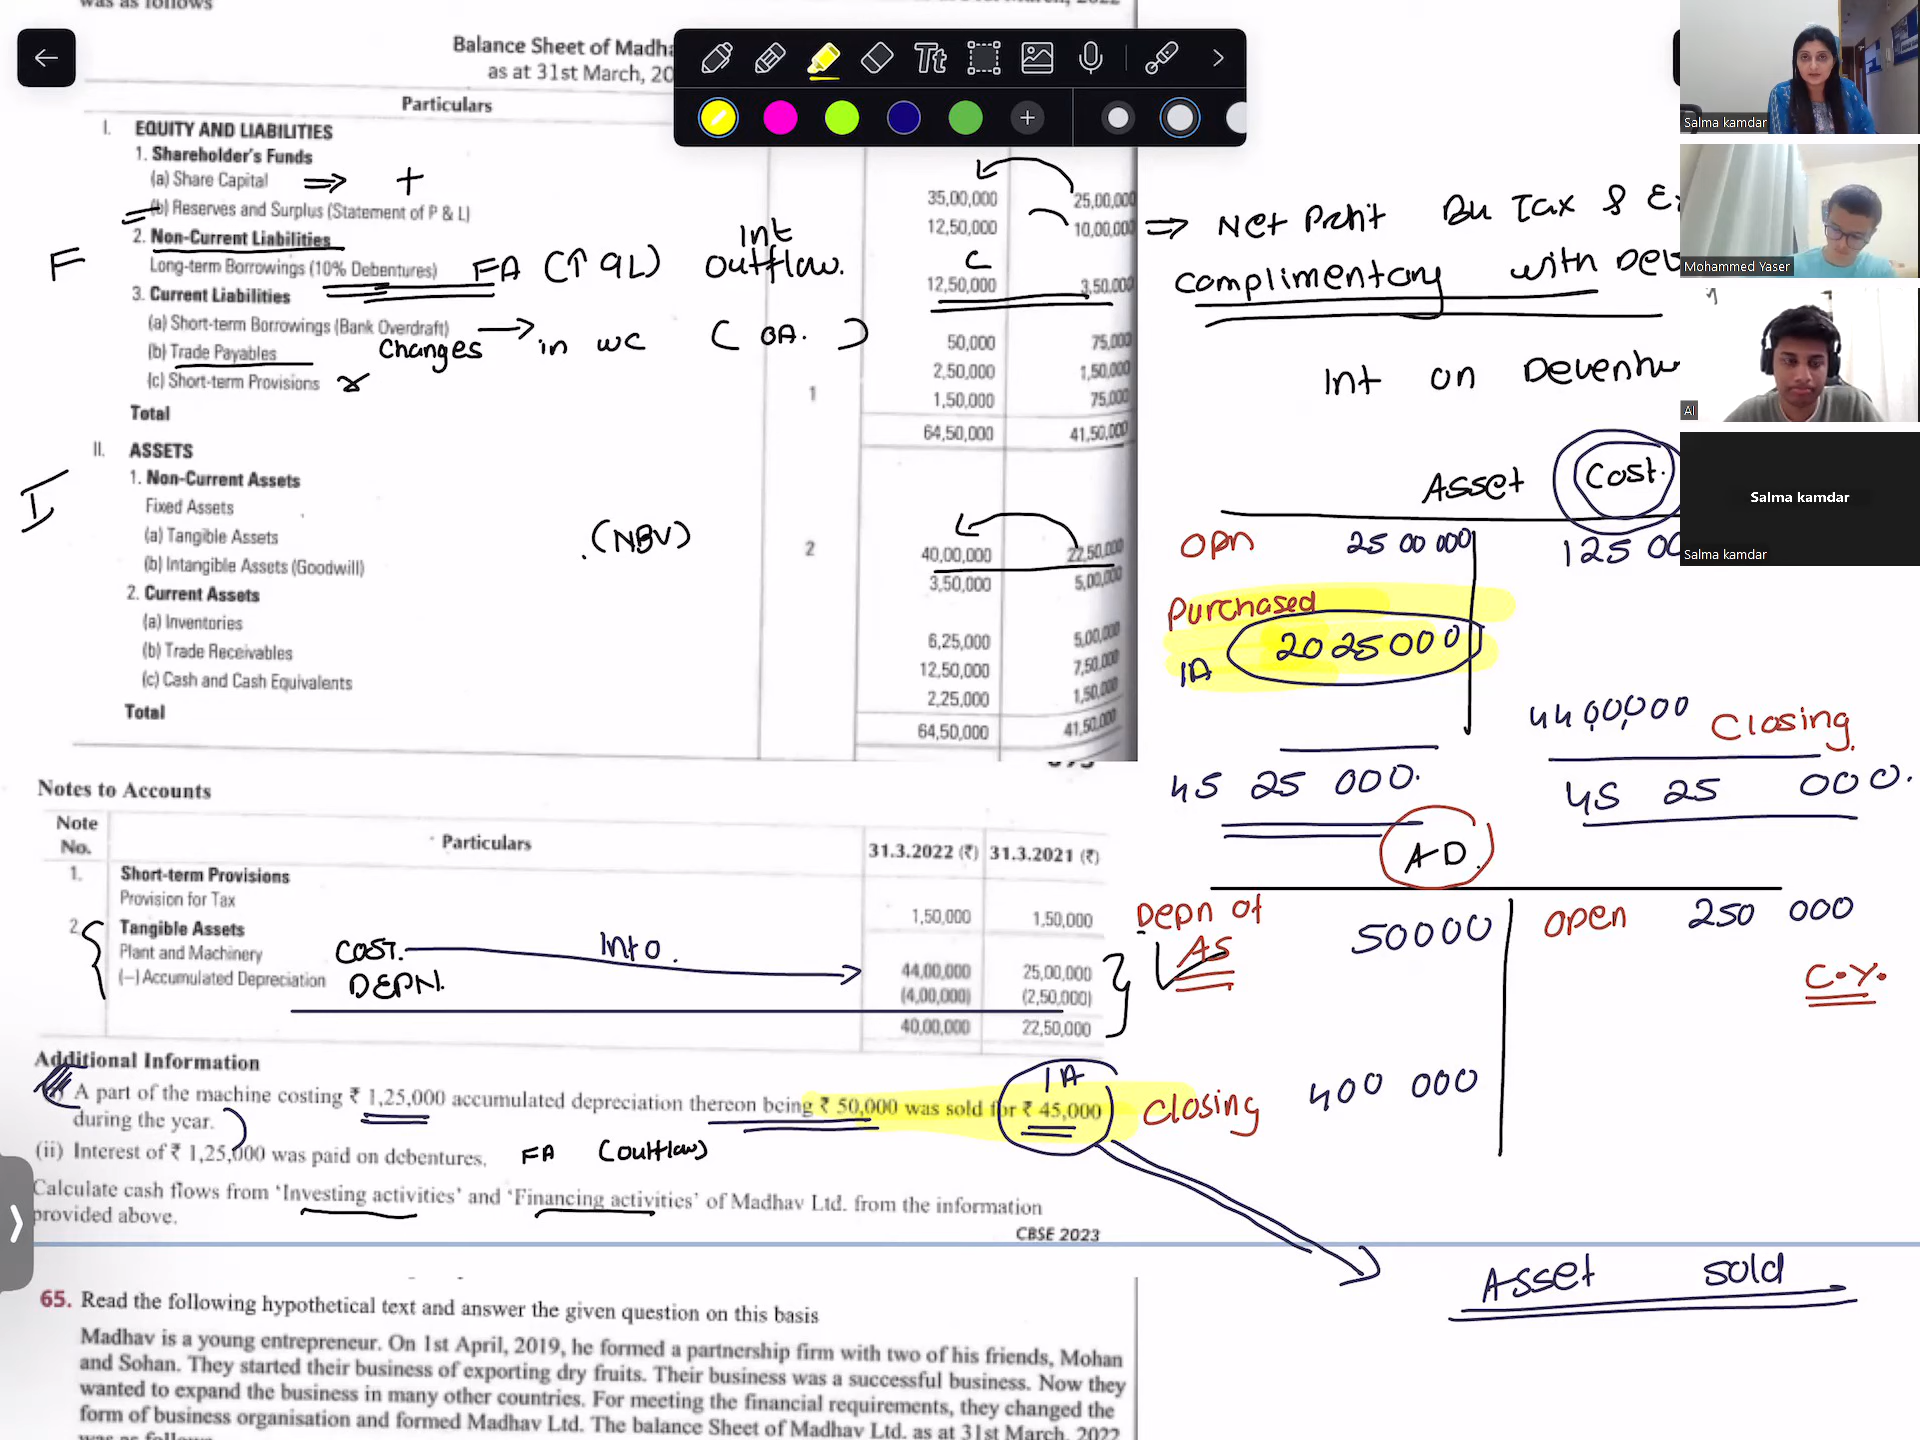 was as follows
Balance Sheet of Madha
as at 31st March, 20
Particulars
I. EQUITY AND LIABILITIES
1. Shareholder's Funds
(a) Share Capital ⇒ + 35,00,000 25,00,000
(b) Reserves and Surplus (Statement of P & L) 12,50,000 10,00,000
2. Non-Current Liabilities
F
Long-term Borrowings (10% Debentures) FA (↑ 9L) Int outflow. C 12,50,000 3,50,000
3. Current Liabilities
(a) Short-term Borrowings (Bank Overdraft) 50,000 75,000
Changes → in WC ( OA. )
(b) Trade Payables 2,50,000 1,50,000
(c) Short-term Provisions 1 1,50,000 75,000
Total 64,50,000 41,50,000
II. ASSETS
1. Non-Current Assets
I
Fixed Assets
(a) Tangible Assets (NBV) 2 40,00,000 22,50,000
(b) Intangible Assets (Goodwill) 3,50,000 5,00,000
2. Current Assets
(a) Inventories 6,25,000 5,00,000
(b) Trade Receivables 12,50,000 7,50,000
(c) Cash and Cash Equivalents 2,25,000 1,50,000
Total 64,50,000 41,50,000
Notes to Accounts
Note No. Particulars 31.3.2022 (₹) 31.3.2021 (₹)
1. Short-term Provisions
Provision for Tax 1,50,000 1,50,000
2. Tangible Assets
Plant and Machinery COST. Info. 44,00,000 25,00,000
(–) Accumulated Depreciation DEPN. (4,00,000) (2,50,000)
40,00,000 22,50,000
Additional Information
A part of the machine costing ₹ 1,25,000 accumulated depreciation thereon being ₹ 50,000 was sold for ₹ 45,000
IA
during the year.
(ii) Interest of ₹ 1,25,000 was paid on debentures. FA (outflow)
Calculate cash flows from 'Investing activities' and 'Financing activities' of Madhav Ltd. from the information
provided above.
CBSE 2023
65. Read the following hypothetical text and answer the given question on this basis
Madhav is a young entrepreneur. On 1st April, 2019, he formed a partnership firm with two of his friends, Mohan
and Sohan. They started their business of exporting dry fruits. Their business was a successful business. Now they
wanted to expand the business in many other countries. For meeting the financial requirements, they changed the
form of business organisation and formed Madhav Ltd. The balance Sheet of Madhav Ltd. as at 31st March, 2022
was as follows
⇒ Net Profit Bu Tax &
complimentary with
Int on
Asset Cost.
Opn 25 00 000 125 00
Purchased
IA 20 25 000
44,00,000 Closing
45 25 000. 45 25 000.
AD.
Depn of AS 50000 Open 250 000
C.Y.
Closing 400 000
Asset sold
Tt
Salma kamdar
Mohammed Yaser
Al
Salma kamdar
Salma kamdar